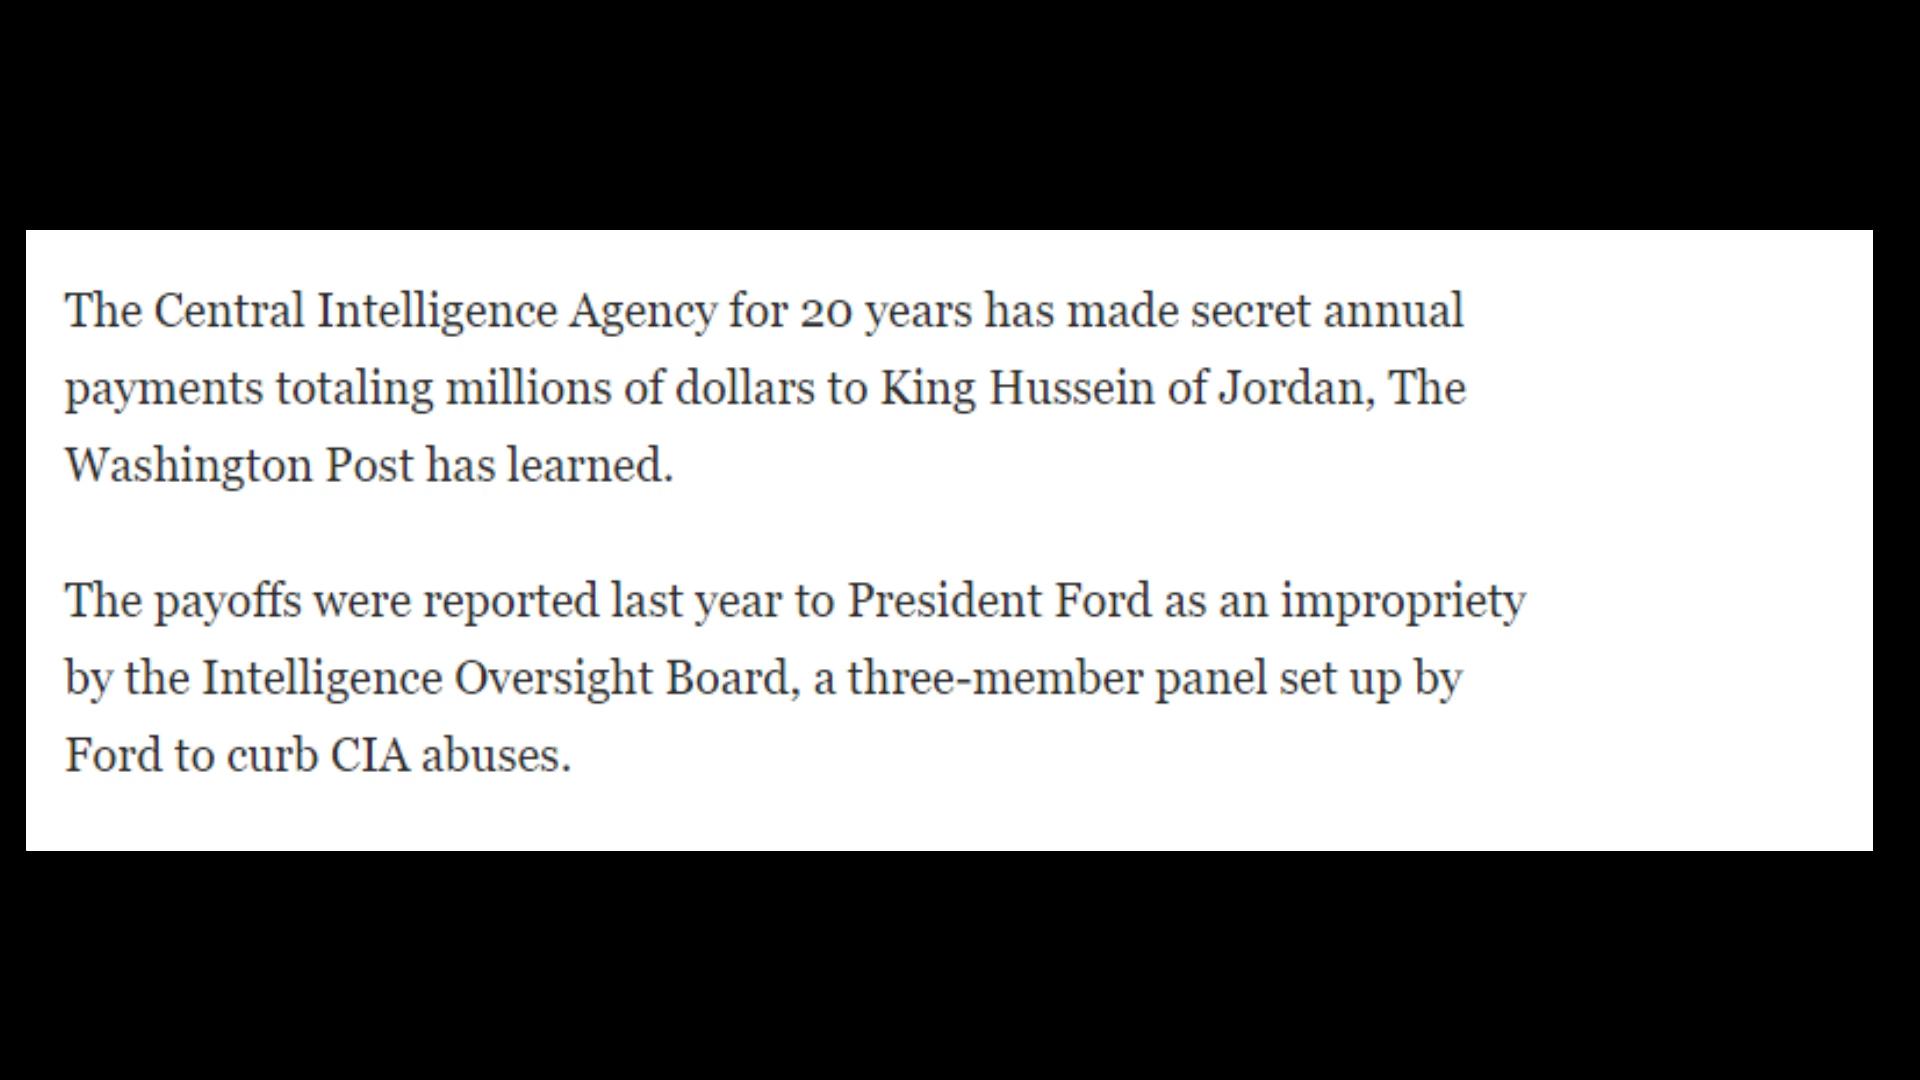 The Central Intelligence Agency for 20 years has made secret annual
payments totaling millions of dollars to King Hussein of Jordan, The
Washington Post has learned.
The payoffs were reported last year to President Ford as an impropriety
by the Intelligence Oversight Board, a three-member panel set up by
Ford to curb CIA abuses.